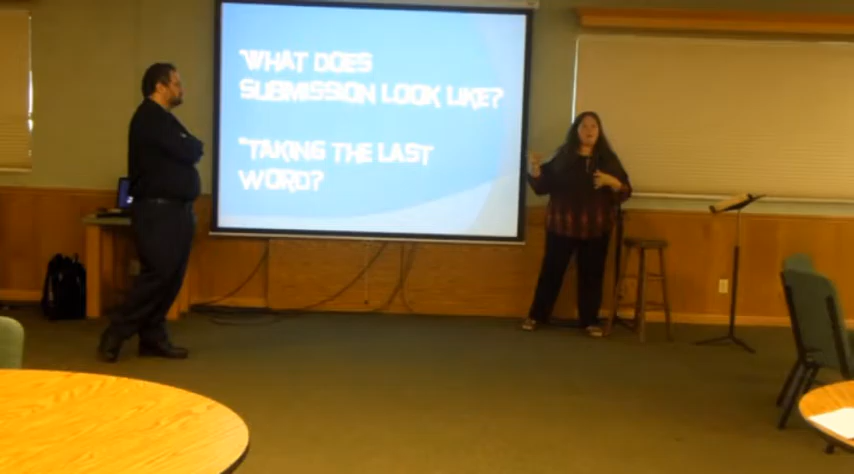 "WHAT DOES
SUBMISSION LOOK LIKE?
"TAKING THE LAST
WORD?